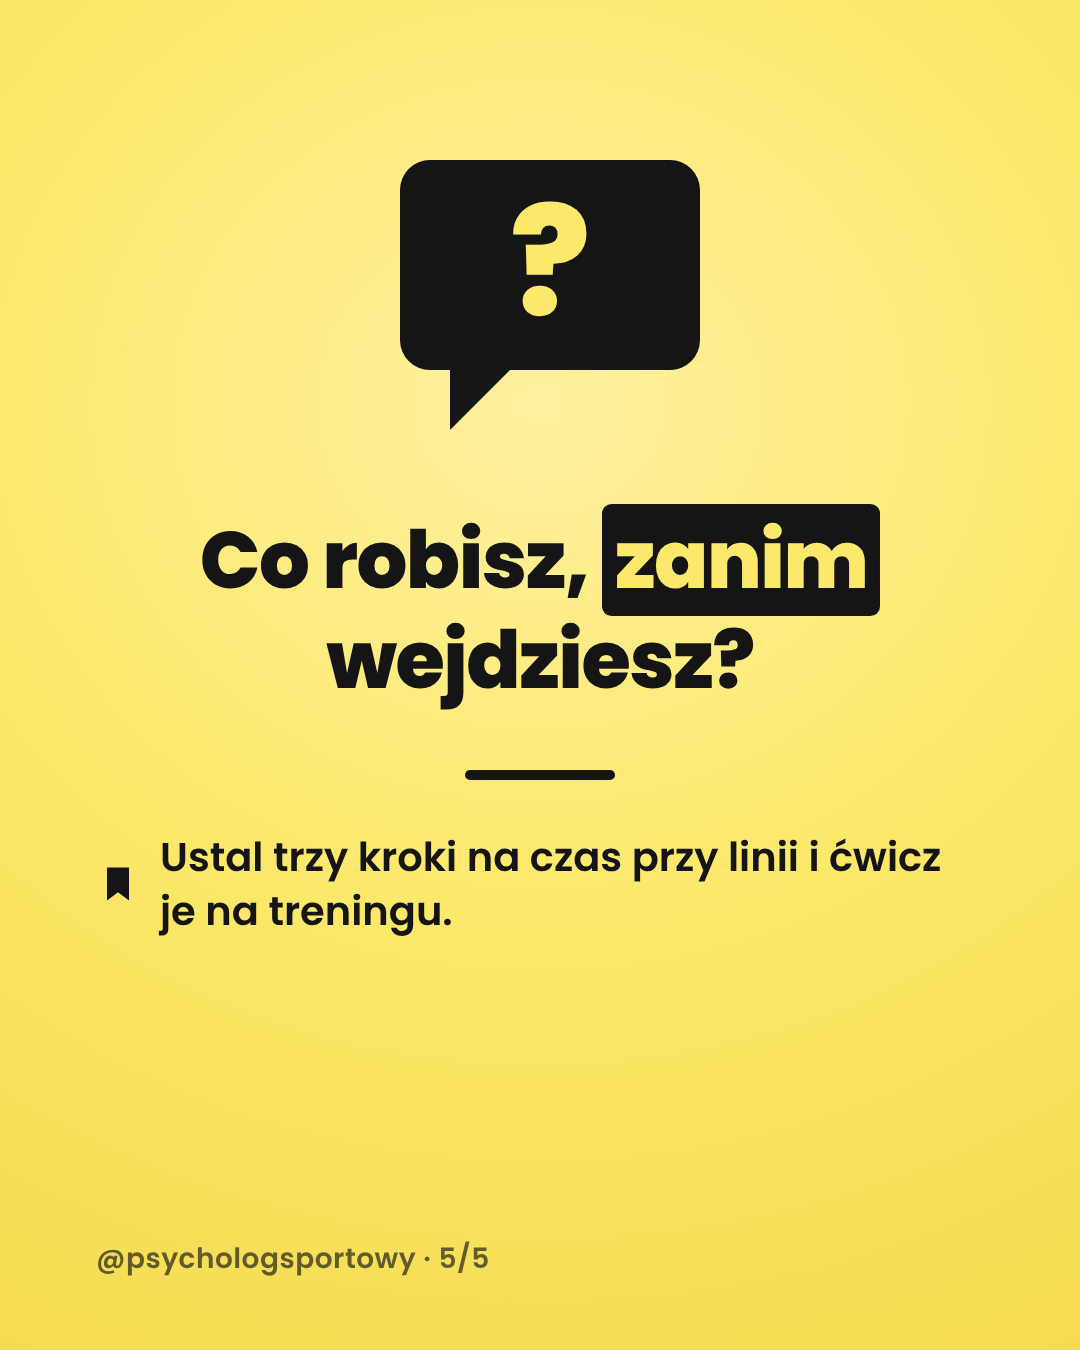 ?
Co robisz, zanim
wejdziesz?
Ustal trzy kroki na czas przy linii i ćwicz
je na treningu.
@psychologsportowy · 5/5